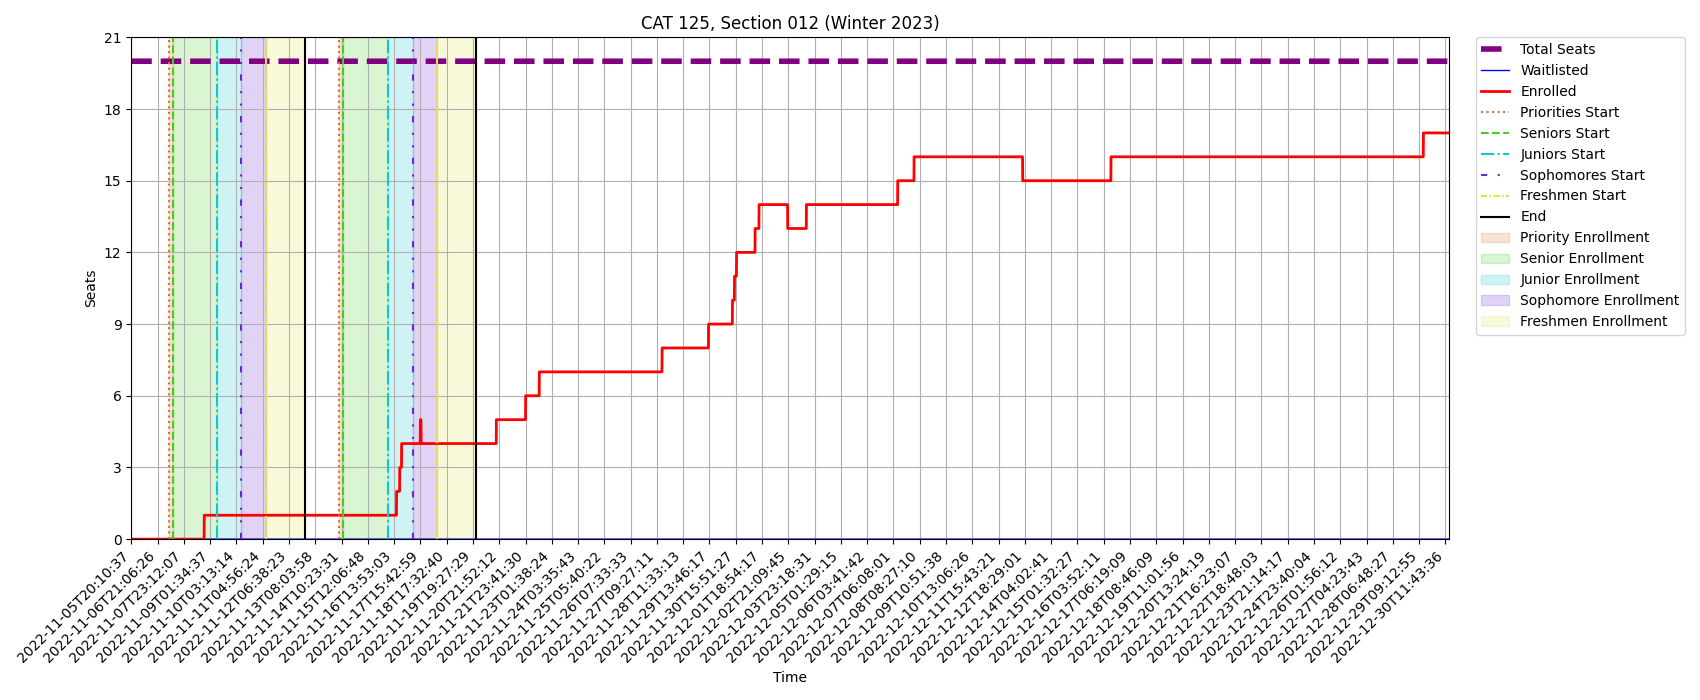 CAT 125, Section 012 (Winter 2023)
21
18
15
12
9
6
3
0
Seats
2022-11-05T20:10:37
2022-11-06T21:06:26
2022-11-07T23:12:07
2022-11-09T01:34:37
2022-11-10T03:13:14
2022-11-11T04:56:24
2022-11-12T06:38:23
2022-11-13T08:03:58
2022-11-14T10:23:31
2022-11-15T12:06:48
2022-11-16T13:53:03
2022-11-17T15:42:59
2022-11-18T17:32:40
2022-11-19T19:27:29
2022-11-20T21:52:12
2022-11-21T23:41:30
2022-11-23T01:38:24
2022-11-24T03:35:43
2022-11-25T05:40:22
2022-11-26T07:33:33
2022-11-27T09:27:11
2022-11-28T11:33:13
2022-11-29T13:46:17
2022-11-30T15:51:27
2022-12-01T18:54:17
2022-12-02T21:09:45
2022-12-03T23:18:31
2022-12-05T01:29:15
2022-12-06T03:41:42
2022-12-07T06:08:01
2022-12-08T08:27:10
2022-12-09T10:51:38
2022-12-10T13:06:26
2022-12-11T15:43:21
2022-12-12T18:29:01
2022-12-14T04:02:41
2022-12-15T01:32:27
2022-12-16T03:52:11
2022-12-17T06:19:09
2022-12-18T08:46:09
2022-12-19T11:01:56
2022-12-20T13:24:19
2022-12-21T16:23:07
2022-12-22T18:48:03
2022-12-23T21:14:17
2022-12-24T23:40:04
2022-12-26T01:56:12
2022-12-27T04:23:43
2022-12-28T06:48:27
2022-12-29T09:12:55
2022-12-30T11:43:36
Time
Total Seats
Waitlisted
Enrolled
Priorities Start
Seniors Start
Juniors Start
Sophomores Start
Freshmen Start
End
Priority Enrollment
Senior Enrollment
Junior Enrollment
Sophomore Enrollment
Freshmen Enrollment